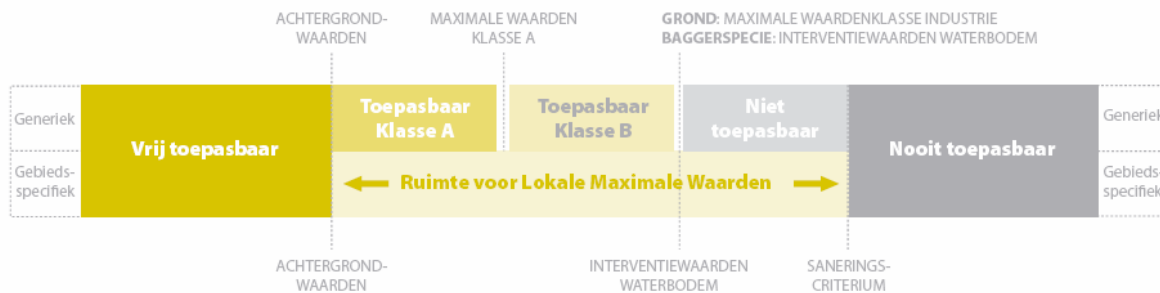 ACHTERGROND-
WAARDEN
MAXIMALE WAARDEN
KLASSE A
GROND: MAXIMALE WAARDENKLASSE INDUSTRIE
BAGGERSPECIE: INTERVENTIEWAARDEN WATERBODEM
Generiek
Gebieds-
specifiek
Vrij toepasbaar
Toepasbaar
Klasse A
Toepasbaar
Klasse B
Niet
toepasbaar
Ruimte voor Lokale Maximale Waarden
Nooit toepasbaar
Generiek
Gebieds-
specifiek
ACHTERGROND-
WAARDEN
INTERVENTIEWAARDEN
WATERBODEM
SANERINGS-
CRITERIUM